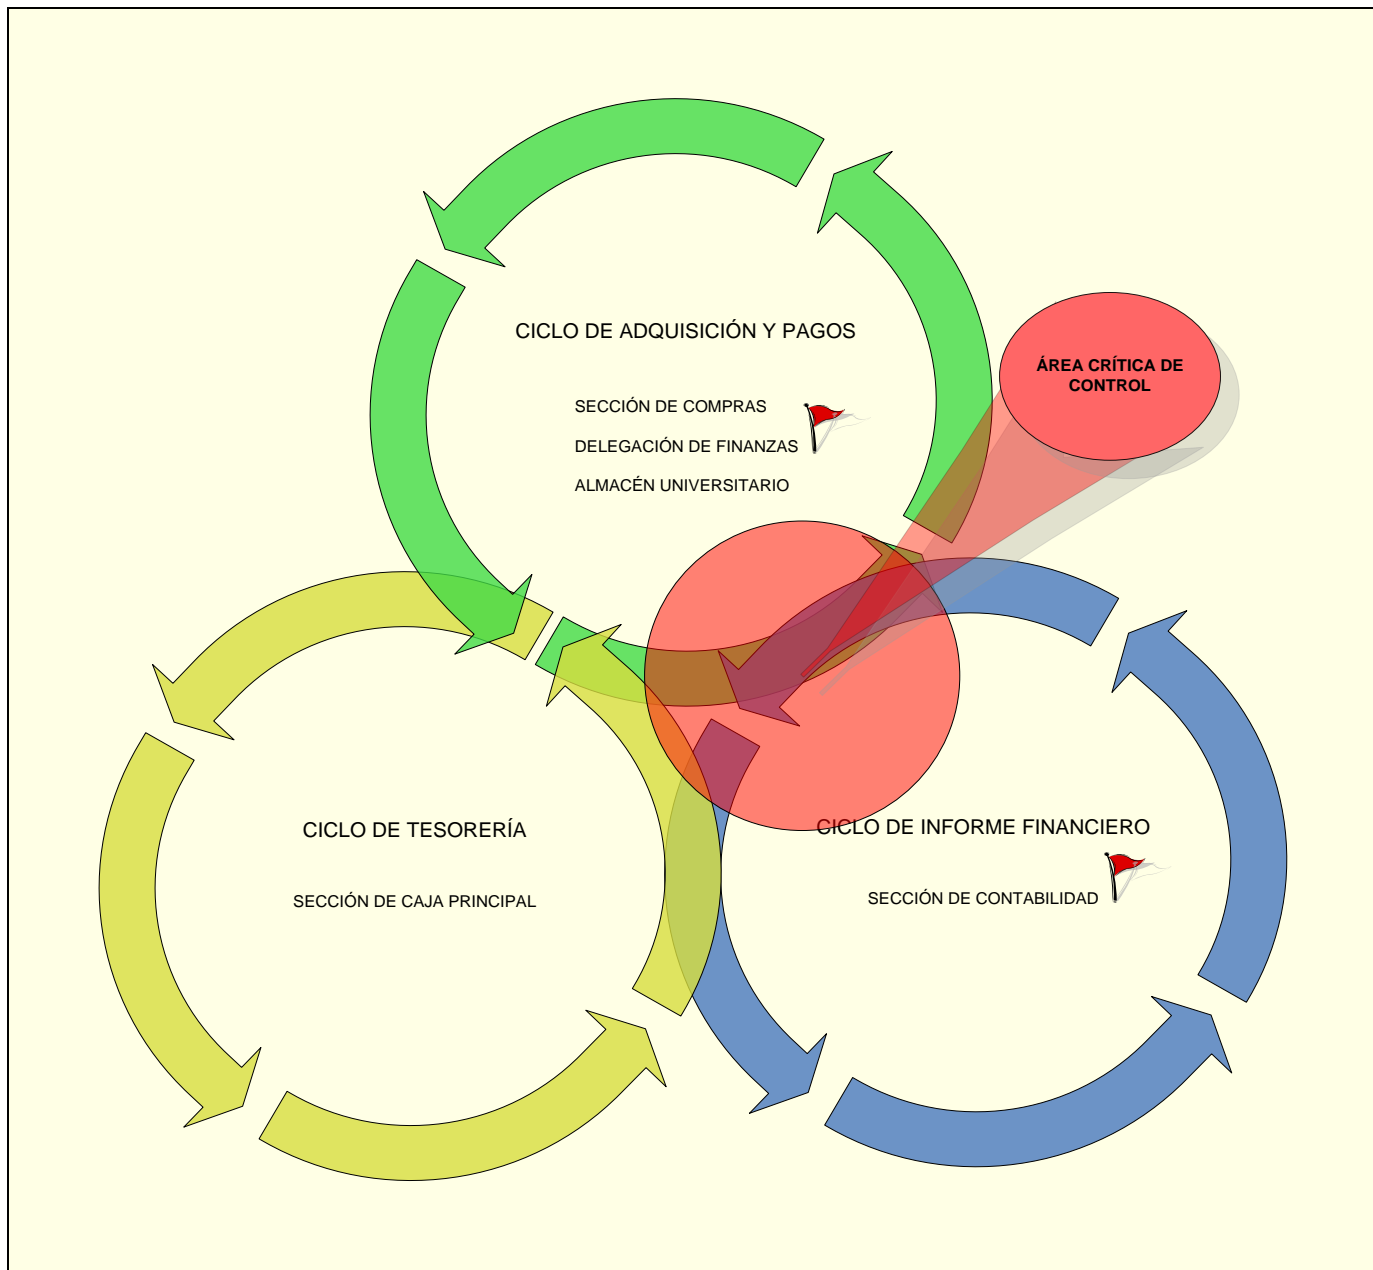 CICLO DE ADQUISICIÓN Y PAGOS
ÁREA CRÍTICA DE
CONTROL
SECCIÓN DE COMPRAS
DELEGACIÓN DE FINANZAS
ALMACÉN UNIVERSITARIO
CICLO DE TESORERÍA
SECCIÓN DE CAJA PRINCIPAL
CICLO DE INFORME FINANCIERO
SECCIÓN DE CONTABILIDAD